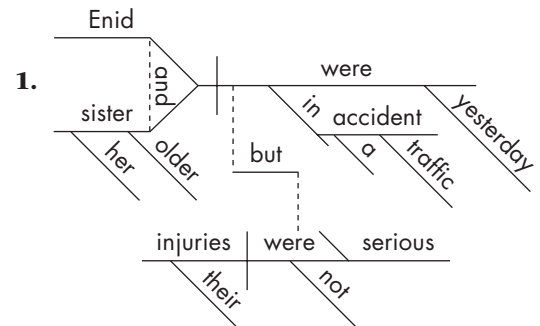 Enid
1.
and
were
in
accident
yesterday
sister
her
older
a
traffic
but
injuries
were
serious
their
not